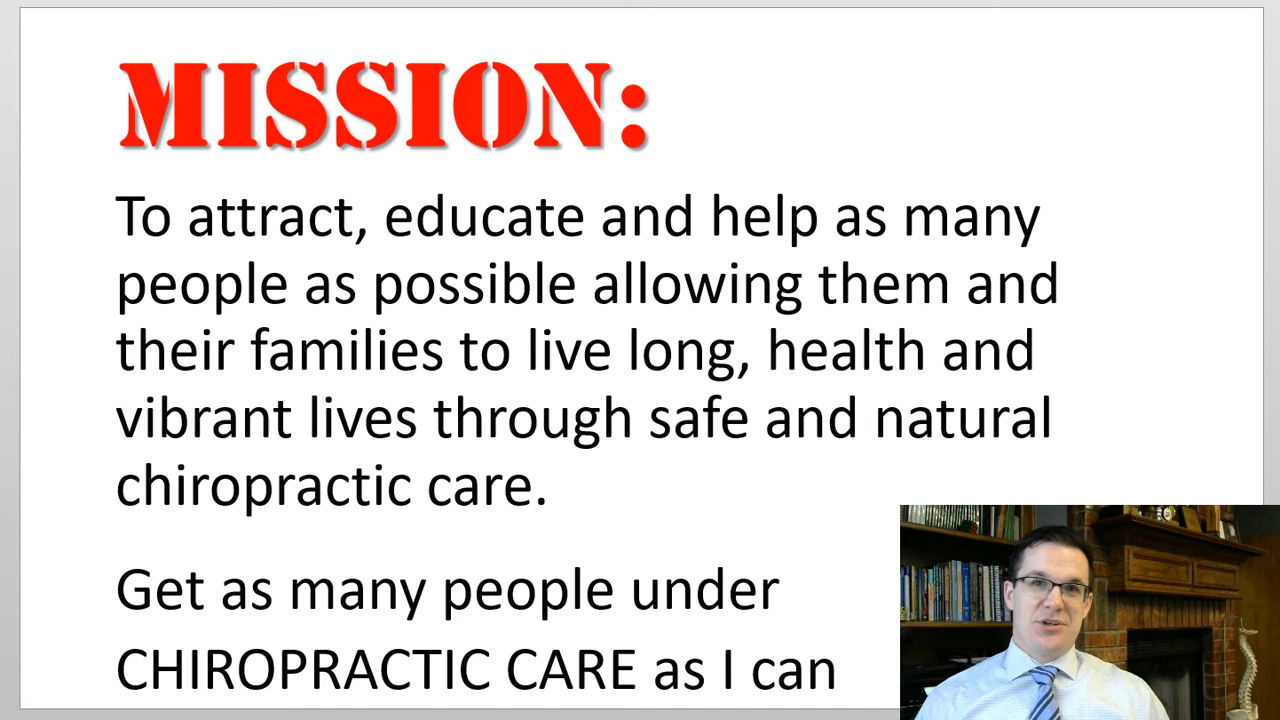 MISSION:
To attract, educate and help as many
people as possible allowing them and
their families to live long, health and
vibrant lives through safe and natural
chiropractic care.
Get as many people under
CHIROPRACTIC CARE as I can